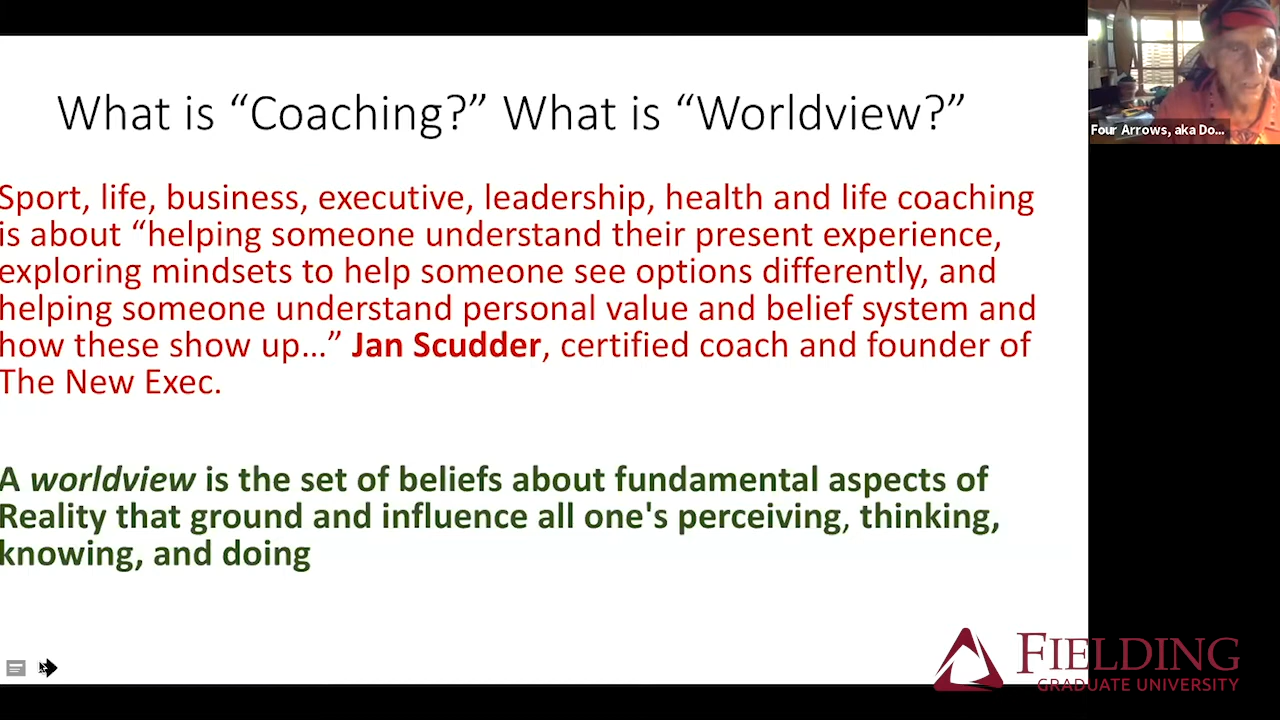 What is “Coaching?” What is “Worldview?”
Four Arrows, aka Do...
Sport, life, business, executive, leadership, health and life coaching
is about “helping someone understand their present experience,
exploring mindsets to help someone see options differently, and
helping someone understand personal value and belief system and
how these show up…” Jan Scudder, certified coach and founder of
The New Exec.
A worldview is the set of beliefs about fundamental aspects of
Reality that ground and influence all one's perceiving, thinking,
knowing, and doing
FIELDING
GRADUATE UNIVERSITY